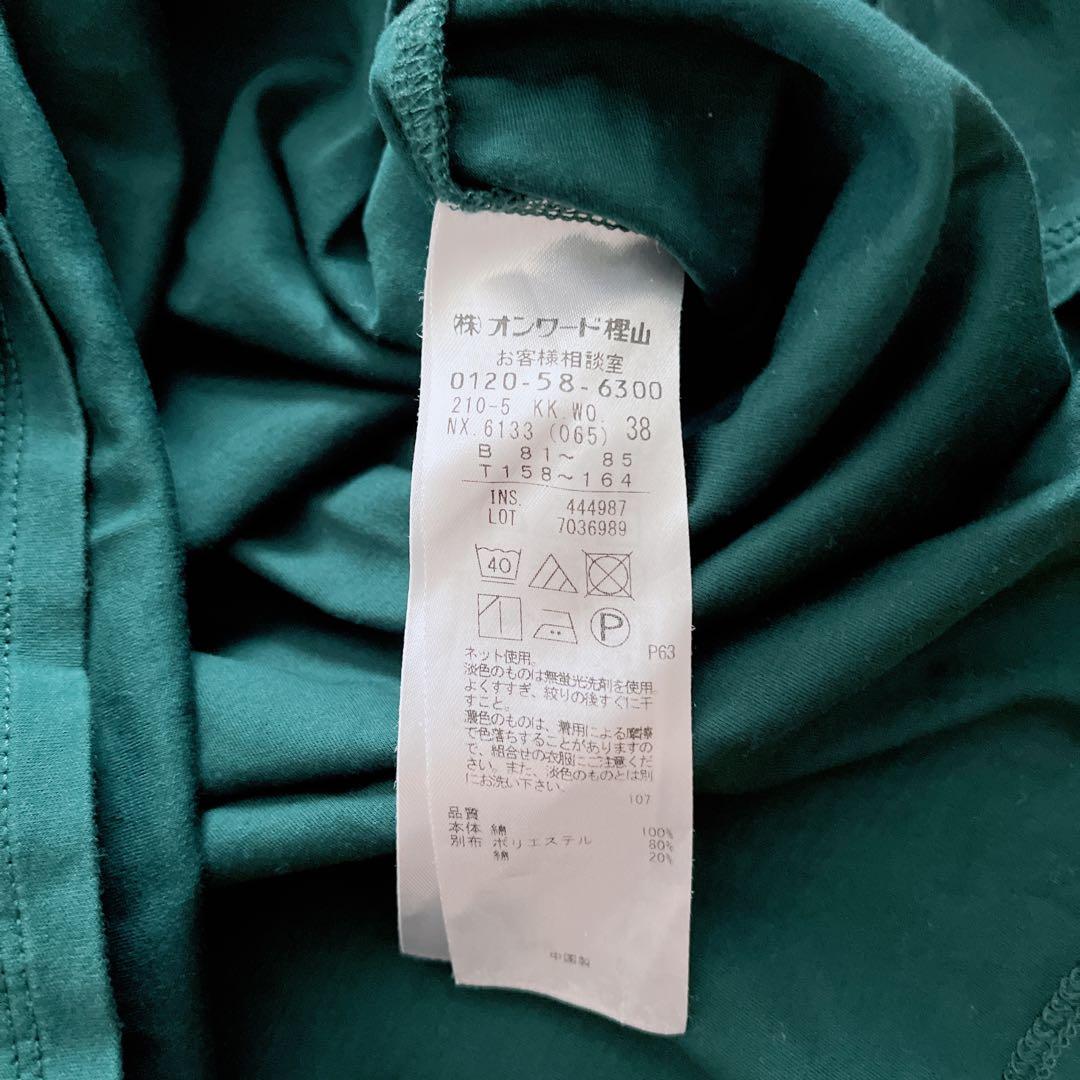 (株)オンワード樫山
お客様相談室
0120-58-6300
210-5 KK.WO.
NX.6133 (065) 38
B 81～ 85
T158～164
INS. 444987
LOT 7036989
40
P
P63
ネット使用。
淡色のものは無蛍光洗剤を使用。
よくすすぎ、絞りの後すぐに干
すこと。
濃色のものは、着用による摩擦
で色落ちすることがありますの
で、組合せの衣服にご注意くだ
さい。また、淡色のものとは別
にお洗い下さい。
107
品質
本体 綿 100%
別布 ポリエステル 80%
綿 20%
中国製